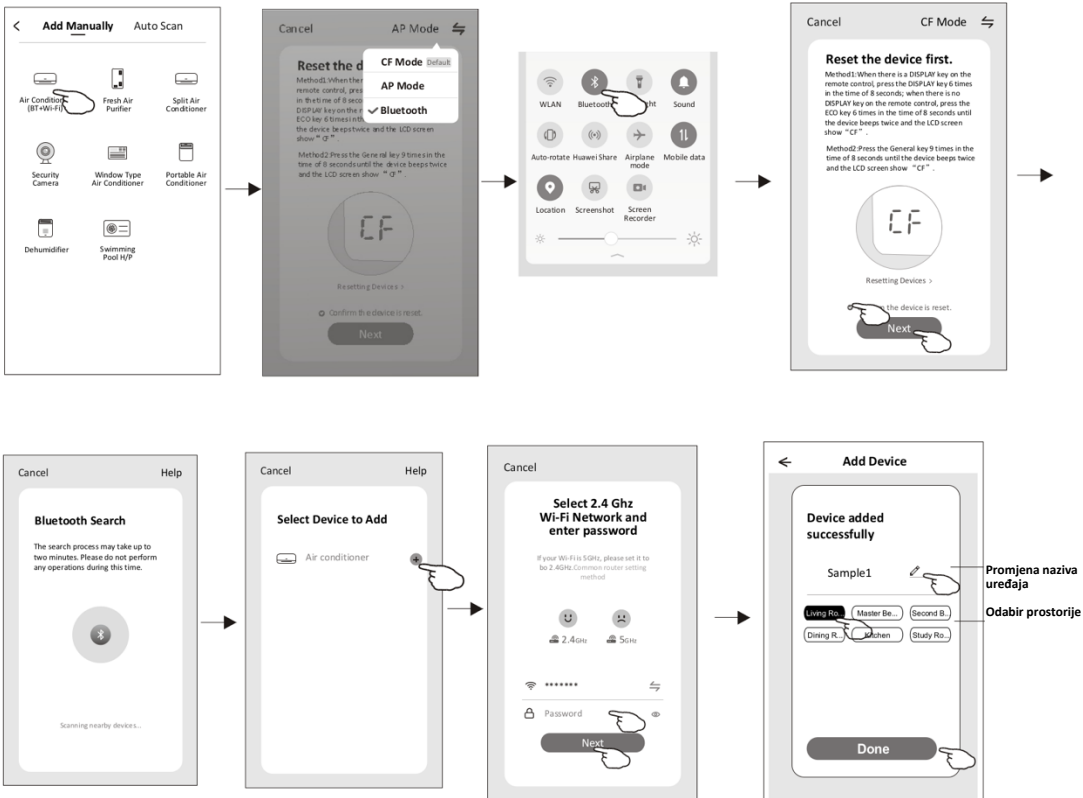 Add Manually Auto Scan
Air Condition
(BT+Wi-Fi)
Fresh Air
Purifier
Split Air
Conditioner
Security
Camera
Window Type
Air Conditioner
Portable Air
Conditioner
Dehumidifier
Swimming
Pool H/P
Cancel AP Mode
CF Mode Default
AP Mode
Bluetooth
Reset the d
Method1:When ther
remote control, pres
in the time of 8 seco
DISPLAY key on the r
ECO key 6 times in th
the device beeps twice and the LCD screen
show "CF".
Method2:Press the General key 9 times in the
time of 8 seconds until the device beeps twice
and the LCD screen show "CF".
CF
Resetting Devices >
Confirm the device is reset.
Next
WLAN Bluetooth ht Sound
Auto-rotate Huawei Share Airplane
mode
Mobile data
Location Screenshot Screen
Recorder
Cancel CF Mode
Reset the device first.
Method1:When there is a DISPLAY key on the
remote control, press the DISPLAY key 6 times
in the time of 8 seconds; when there is no
DISPLAY key on the remote control, press the
ECO key 6 times in the time of 8 seconds until
the device beeps twice and the LCD screen
show "CF".
Method2:Press the General key 9 times in the
time of 8 seconds until the device beeps twice
and the LCD screen show "CF".
CF
Resetting Devices >
the device is reset.
Next
Cancel Help
Bluetooth Search
The search process may take up to
two minutes. Please do not perform
any operations during this time.
Scanning nearby devices...
Cancel Help
Select Device to Add
Air conditioner
Cancel
Select 2.4 Ghz
Wi-Fi Network and
enter password
If your Wi-Fi is 5GHz, please set it to
bo 2.4GHz.Common router setting
method
2.4GHz 5GHz
*******
Password
Next
Add Device
Device added
successfully
Sample1
Promjena naziva
uređaja
Odabir prostorije
Living Ro.. Master Be... Second B..
Dining R... Kitchen Study Ro..
Done